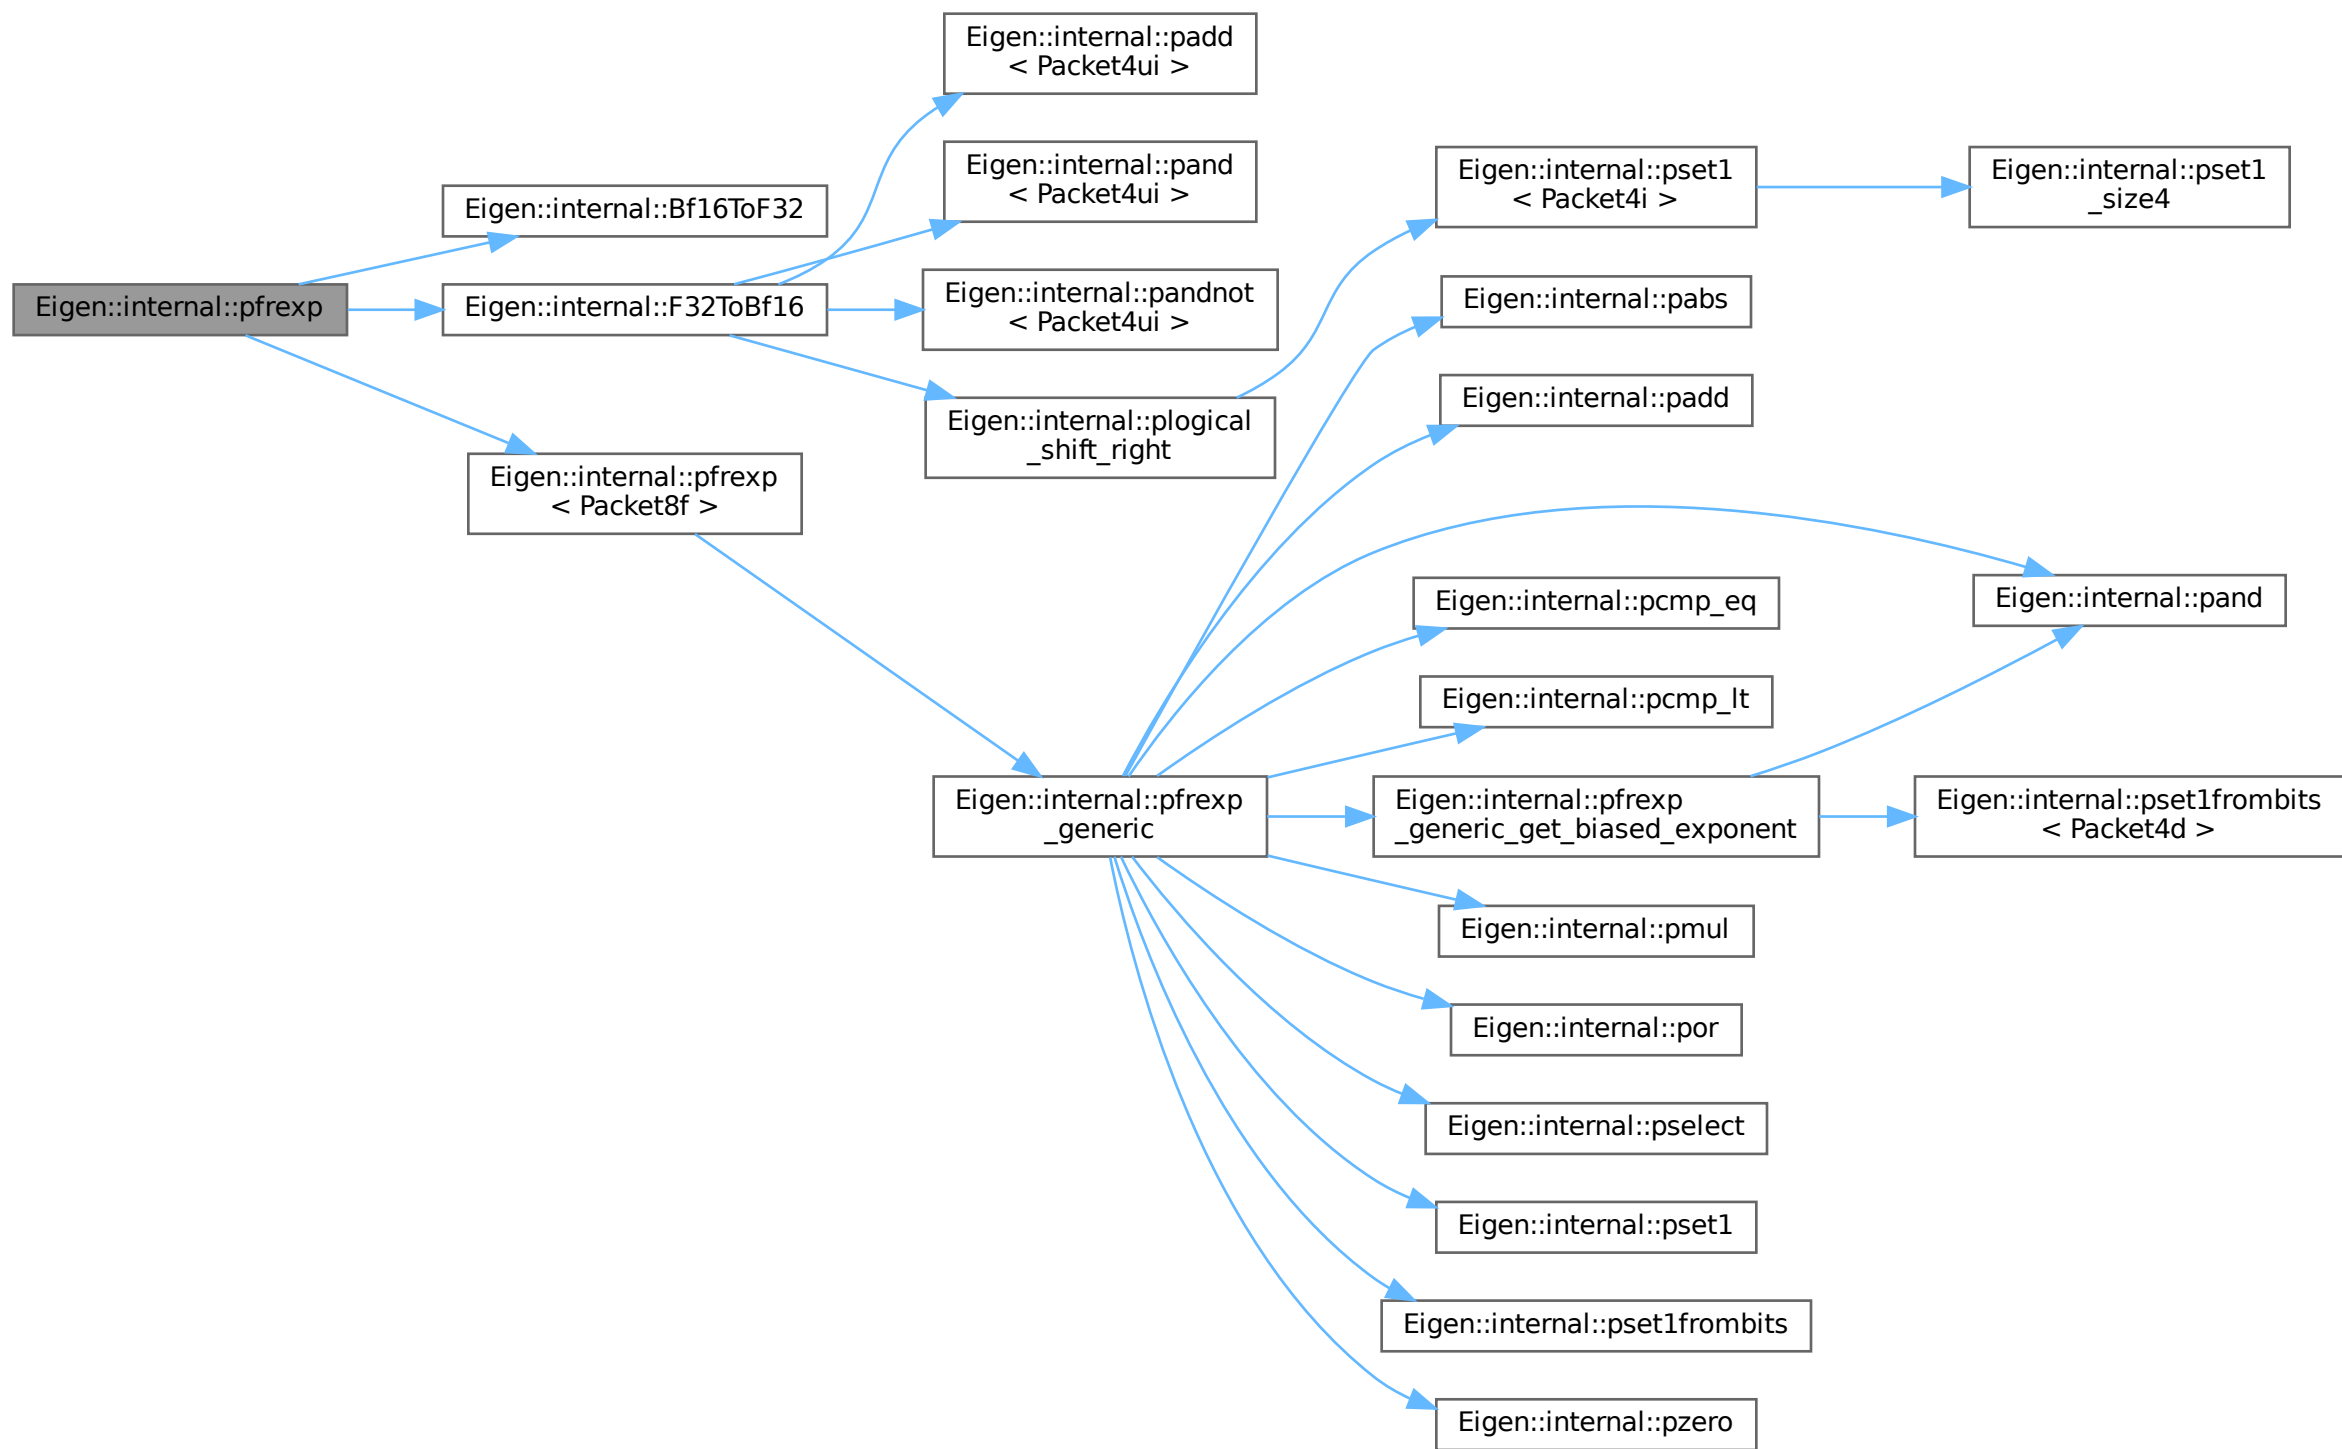 Eigen::internal::pfrexp
Eigen::internal::Bf16ToF32
Eigen::internal::F32ToBf16
Eigen::internal::pfrexp
< Packet8f >
Eigen::internal::padd
< Packet4ui >
Eigen::internal::pand
< Packet4ui >
Eigen::internal::pandnot
< Packet4ui >
Eigen::internal::plogical
_shift_right
Eigen::internal::pfrexp
_generic
Eigen::internal::pset1
< Packet4i >
Eigen::internal::pabs
Eigen::internal::padd
Eigen::internal::pcmp_eq
Eigen::internal::pcmp_lt
Eigen::internal::pfrexp
_generic_get_biased_exponent
Eigen::internal::pmul
Eigen::internal::por
Eigen::internal::pselect
Eigen::internal::pset1
Eigen::internal::pset1frombits
Eigen::internal::pzero
Eigen::internal::pset1
_size4
Eigen::internal::pand
Eigen::internal::pset1frombits
< Packet4d >